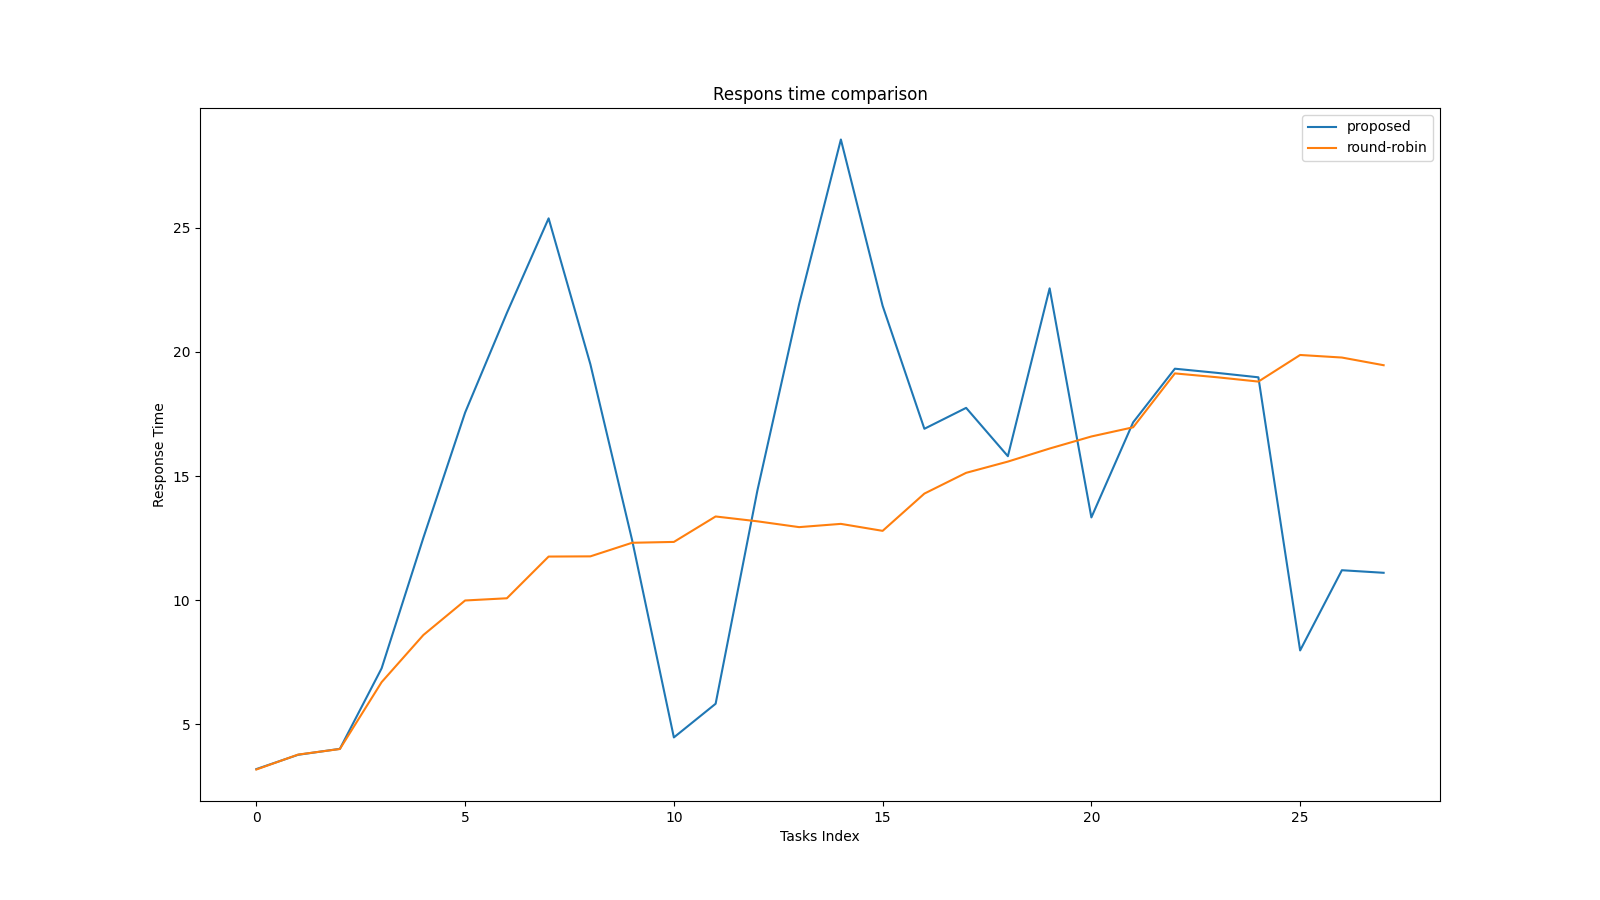 Respons time comparison
proposed
round-robin
25
20
15
10
5
Response Time
0 5 10 15 20 25
Tasks Index